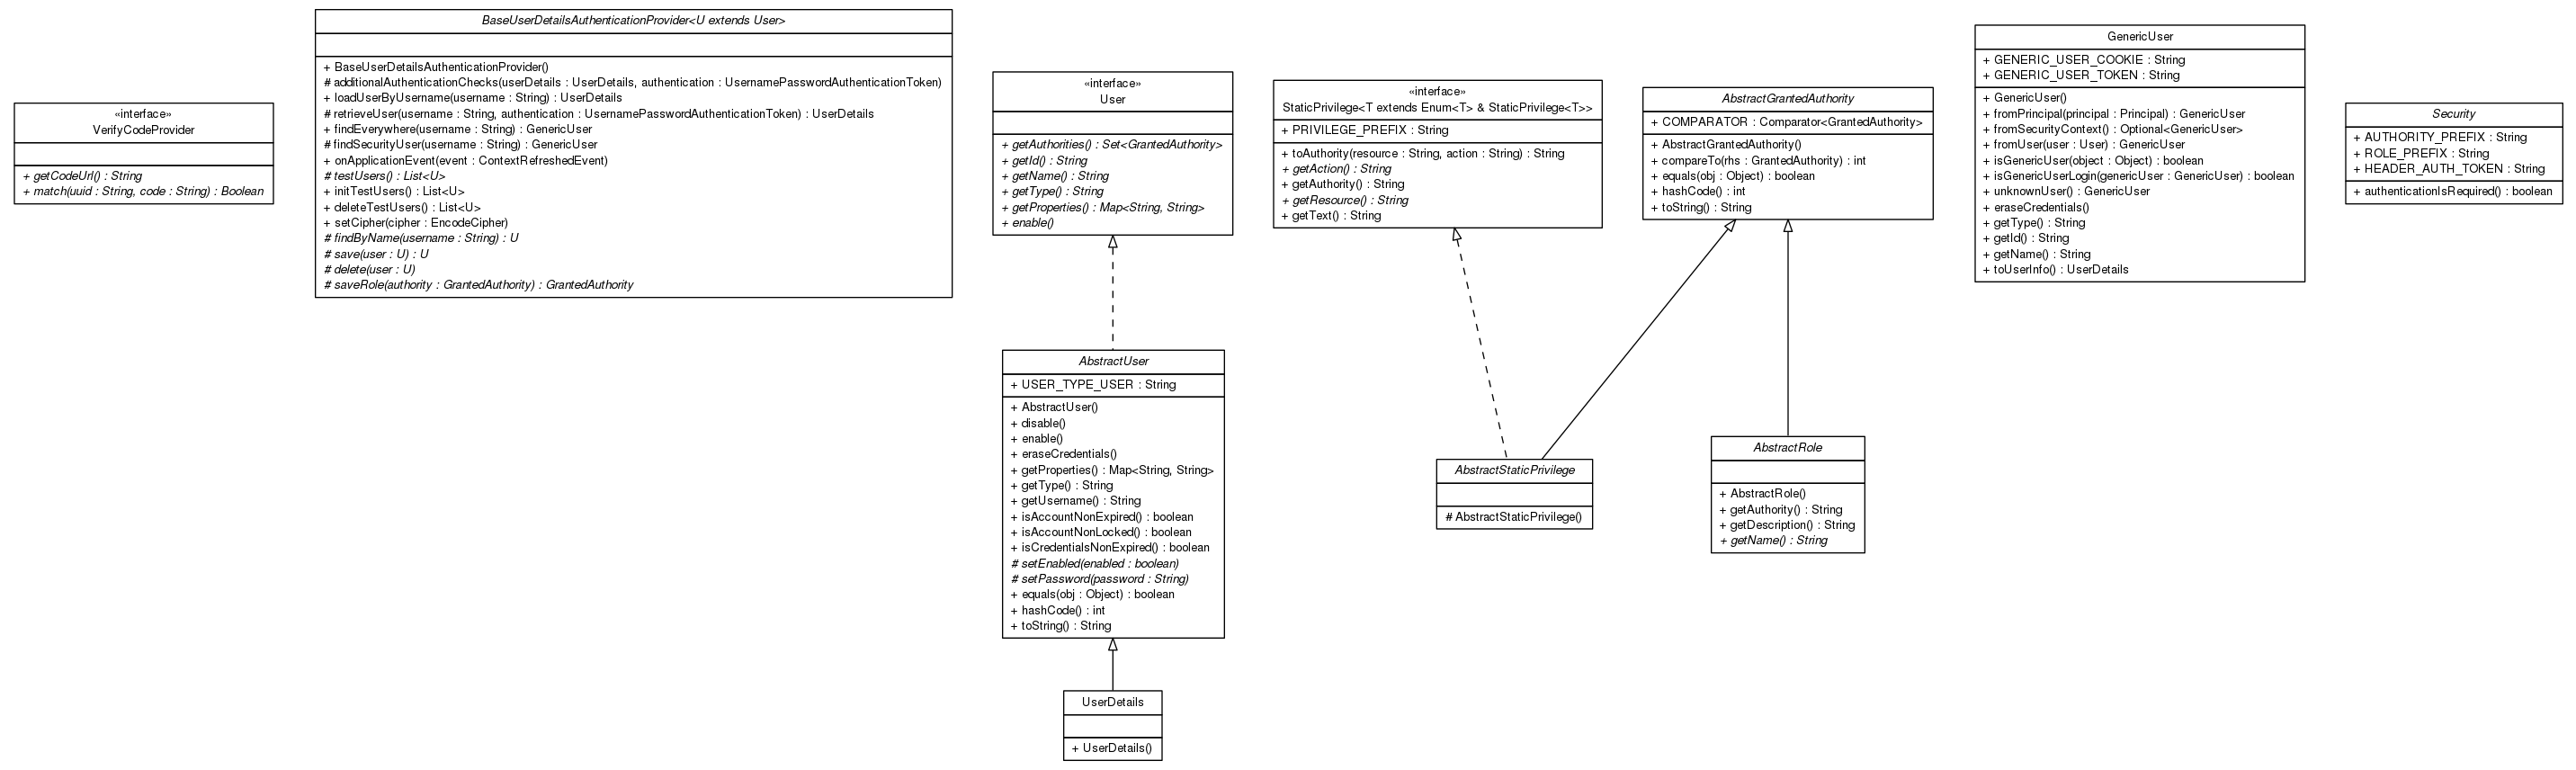 «interface»
VerifyCodeProvider
+ getCodeUrl() : String
+ match(uuid : String, code : String) : Boolean
BaseUserDetailsAuthenticationProvider<U extends User>
+ BaseUserDetailsAuthenticationProvider()
# additionalAuthenticationChecks(userDetails : UserDetails, authentication : UsernamePasswordAuthenticationToken)
+ loadUserByUsername(username : String) : UserDetails
# retrieveUser(username : String, authentication : UsernamePasswordAuthenticationToken) : UserDetails
+ findEverywhere(username : String) : GenericUser
# findSecurityUser(username : String) : GenericUser
+ onApplicationEvent(event : ContextRefreshedEvent)
# testUsers() : List<U>
+ initTestUsers() : List<U>
+ deleteTestUsers() : List<U>
+ setCipher(cipher : EncodeCipher)
# findByName(username : String) : U
# save(user : U) : U
# delete(user : U)
# saveRole(authority : GrantedAuthority) : GrantedAuthority
«interface»
User
+ getAuthorities() : Set<GrantedAuthority>
+ getId() : String
+ getName() : String
+ getType() : String
+ getProperties() : Map<String, String>
+ enable()
AbstractUser
+ USER_TYPE_USER : String
+ AbstractUser()
+ disable()
+ enable()
+ eraseCredentials()
+ getProperties() : Map<String, String>
+ getType() : String
+ getUsername() : String
+ isAccountNonExpired() : boolean
+ isAccountNonLocked() : boolean
+ isCredentialsNonExpired() : boolean
# setEnabled(enabled : boolean)
# setPassword(password : String)
+ equals(obj : Object) : boolean
+ hashCode() : int
+ toString() : String
UserDetails
+ UserDetails()
«interface»
StaticPrivilege<T extends Enum<T> & StaticPrivilege<T>>
+ PRIVILEGE_PREFIX : String
+ toAuthority(resource : String, action : String) : String
+ getAction() : String
+ getAuthority() : String
+ getResource() : String
+ getText() : String
AbstractGrantedAuthority
+ COMPARATOR : Comparator<GrantedAuthority>
+ AbstractGrantedAuthority()
+ compareTo(rhs : GrantedAuthority) : int
+ equals(obj : Object) : boolean
+ hashCode() : int
+ toString() : String
AbstractStaticPrivilege
# AbstractStaticPrivilege()
AbstractRole
+ AbstractRole()
+ getAuthority() : String
+ getDescription() : String
+ getName() : String
GenericUser
+ GENERIC_USER_COOKIE : String
+ GENERIC_USER_TOKEN : String
+ GenericUser()
+ fromPrincipal(principal : Principal) : GenericUser
+ fromSecurityContext() : Optional<GenericUser>
+ fromUser(user : User) : GenericUser
+ isGenericUser(object : Object) : boolean
+ isGenericUserLogin(genericUser : GenericUser) : boolean
+ unknownUser() : GenericUser
+ eraseCredentials()
+ getType() : String
+ getId() : String
+ getName() : String
+ toUserInfo() : UserDetails
Security
+ AUTHORITY_PREFIX : String
+ ROLE_PREFIX : String
+ HEADER_AUTH_TOKEN : String
+ authenticationIsRequired() : boolean